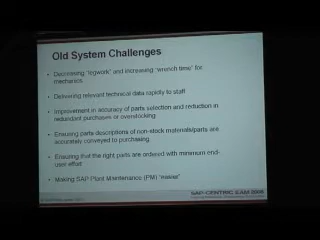 Old System Challenges
• Decreasing "legwork" and increasing "wrench time" for
mechanics
• Delivering relevant technical data rapidly to staff
• Improvement in accuracy of parts selection and reduction in
redundant purchases or overstocking
• Ensuring parts descriptions of non-stock materials/parts are
accurately conveyed to purchasing
• Ensuring that the right parts are ordered with minimum end-
user effort
• Making SAP Plant Maintenance (PM) "easier"
SAP-CENTRIC EAM